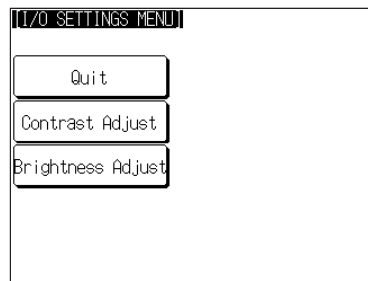 [I/O SETTINGS MENU]
Quit
Contrast Adjust
Brightness Adjust